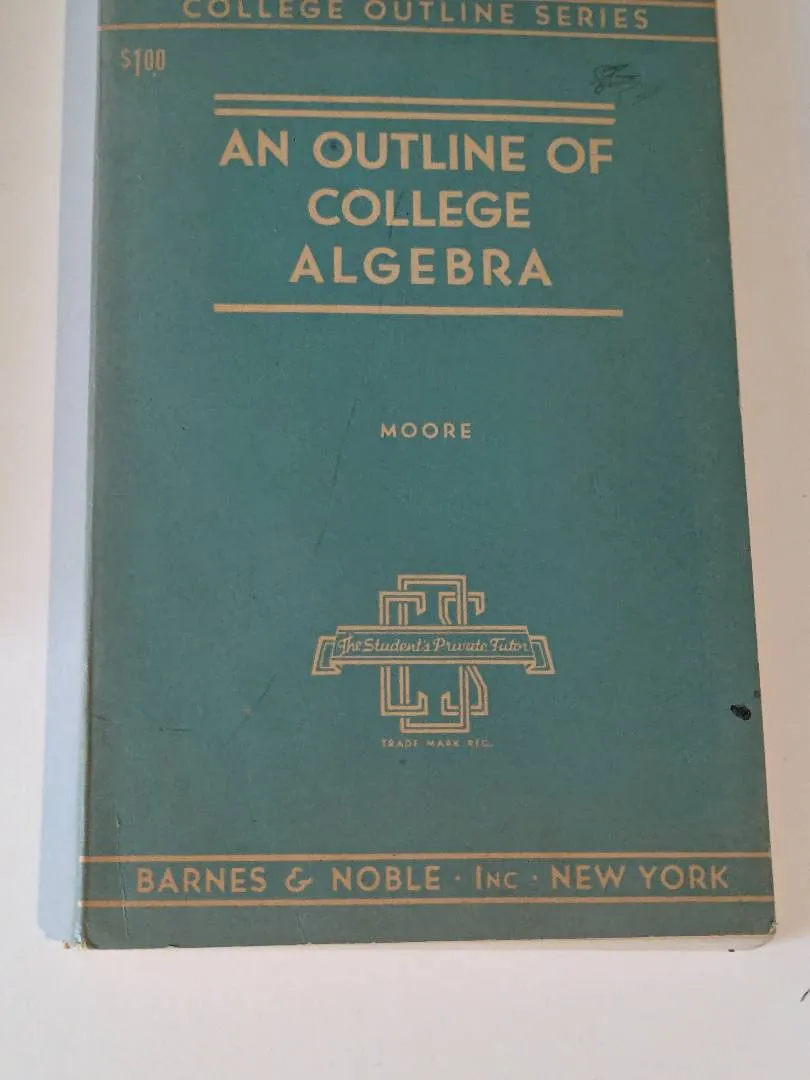 COLLEGE OUTLINE SERIES
$1.00
AN OUTLINE OF
COLLEGE
ALGEBRA
MOORE
The Student's Private Tutor
TRADE MARK REG.
BARNES & NOBLE · INC · NEW YORK